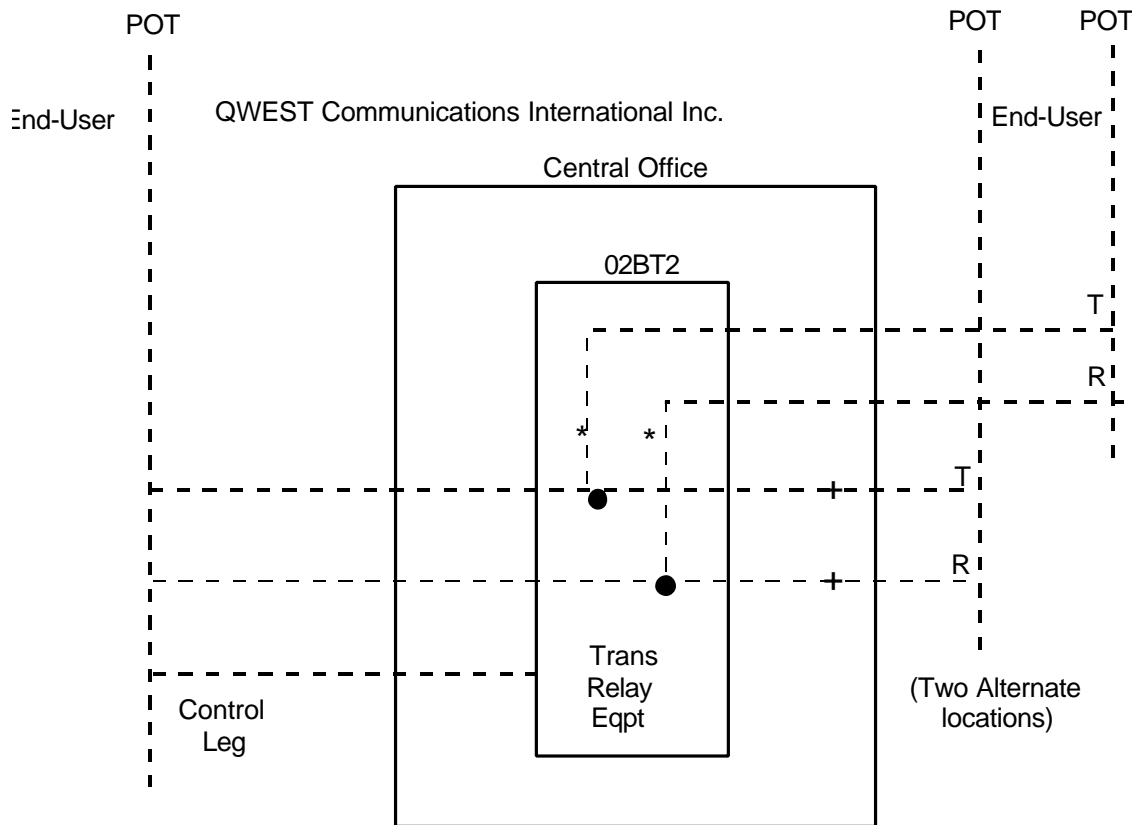 POT
POT
POT
End-User
QWEST Communications International Inc.
End-User
Central Office
02BT2
T
R
*
*
+
T
+
R
Trans
Relay
Eqpt
Control
Leg
(Two Alternate
locations)